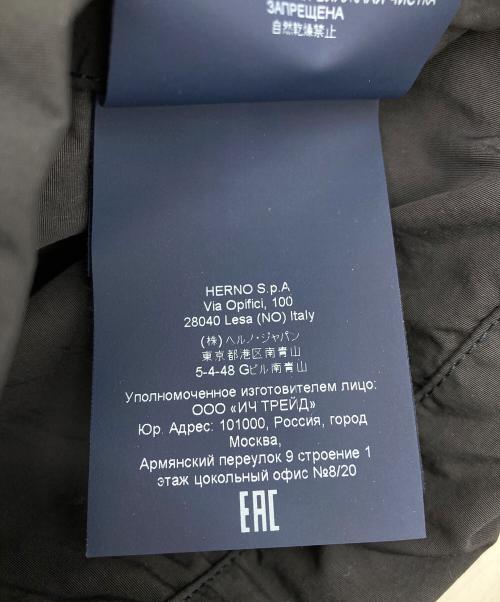 ЗАПРЕЩЕНА
自然乾燥禁止
HERNO S.p.A
Via Opifici, 100
28040 Lesa (NO) Italy
(株) ヘルノ・ジャパン
東京都港区南青山
5-4-48 Gビル南青山
Уполномоченное изготовителем лицо:
ООО «ИЧ ТРЕЙД»
Юр. Адрес: 101000, Россия, город
Москва,
Армянский переулок 9 строение 1
этаж цокольный офис №8/20
EAC